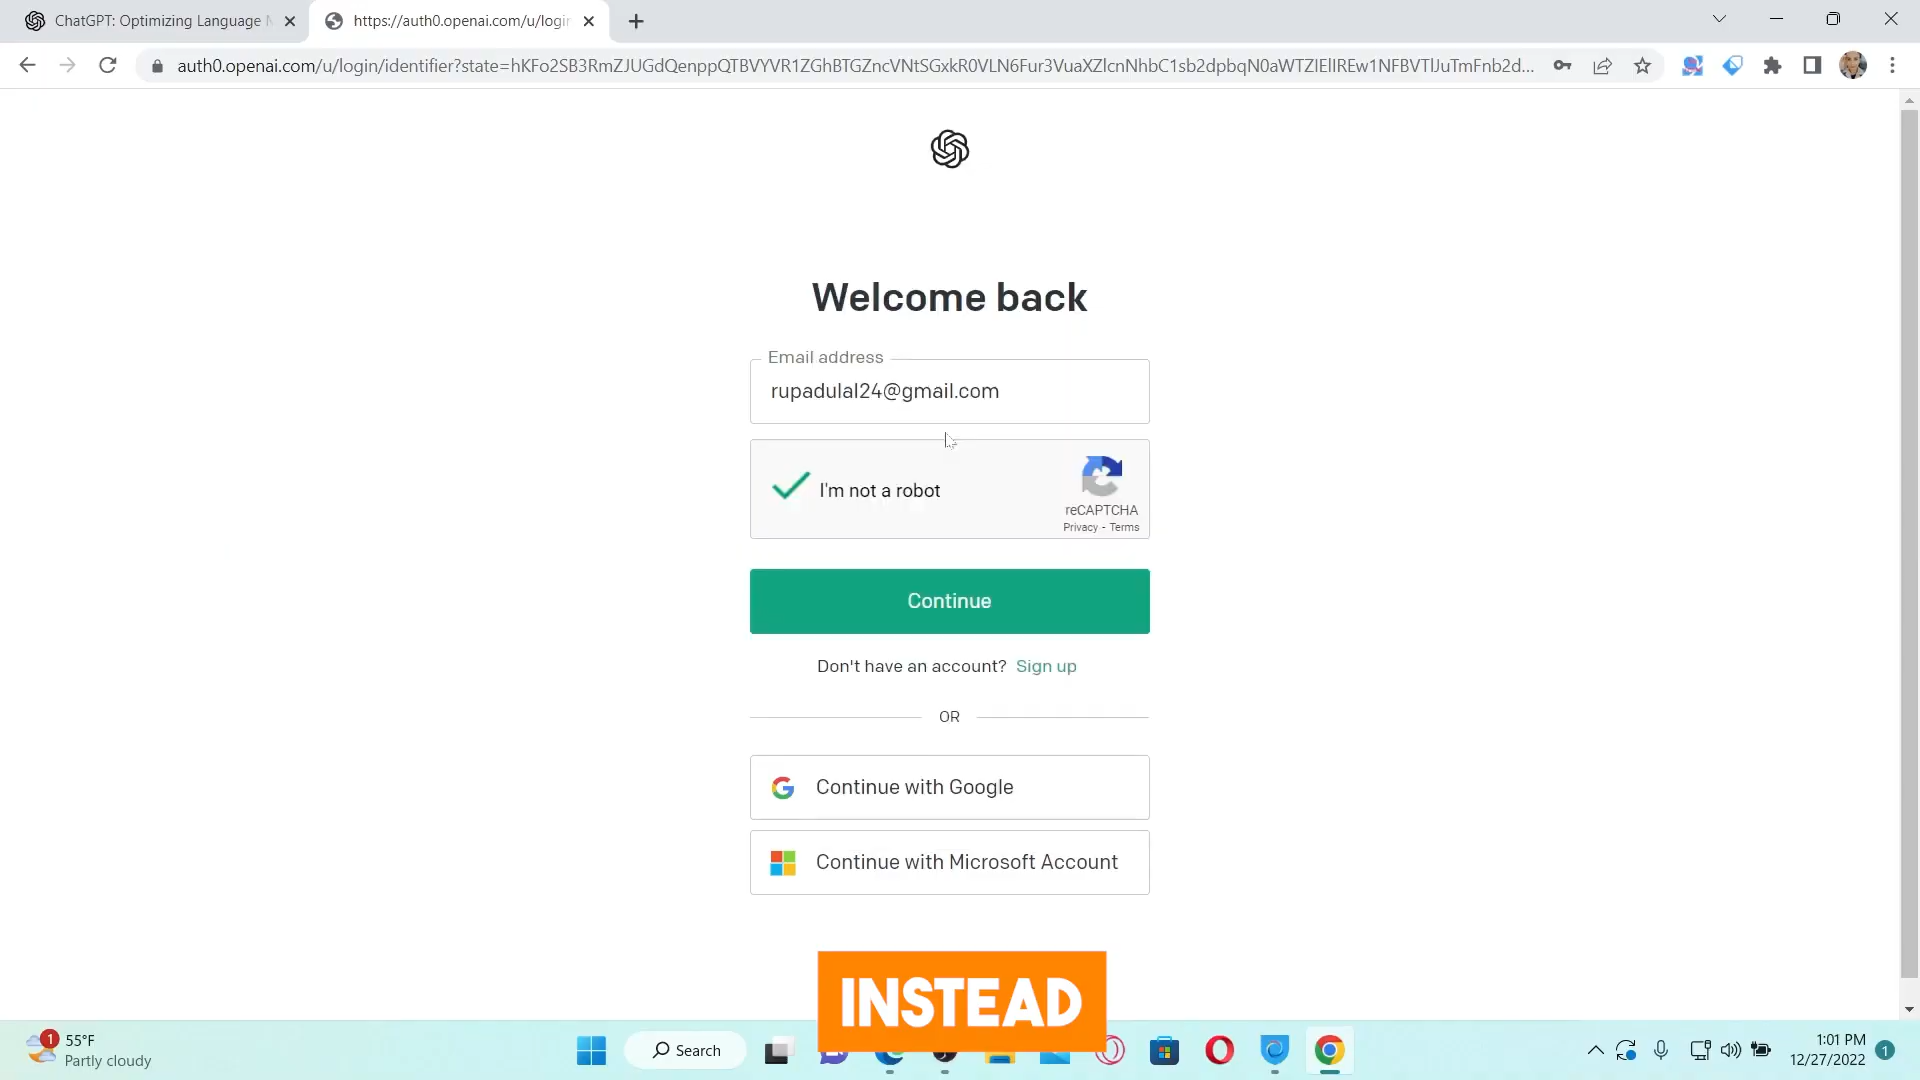 ChatGPT: Optimizing Language M
https://auth0.openai.com/u/login
auth0.openai.com/u/login/identifier?state=hKFo2SB3RmZJUGdQenppQTBVYVR1ZGhBTGZncVNtSGxkR0VLN6Fur3VuaXZlcnNhbC1sb2dpbqN0aWTZIElIREw1NFBVTlJuTmFnb2d...
Welcome back
Email address
rupadulal24@gmail.com
I'm not a robot
reCAPTCHA
Privacy - Terms
Continue
Don't have an account? Sign up
OR
Continue with Google
Continue with Microsoft Account
INSTEAD
1
55°F
Partly cloudy
Search
1:01 PM
12/27/2022
1